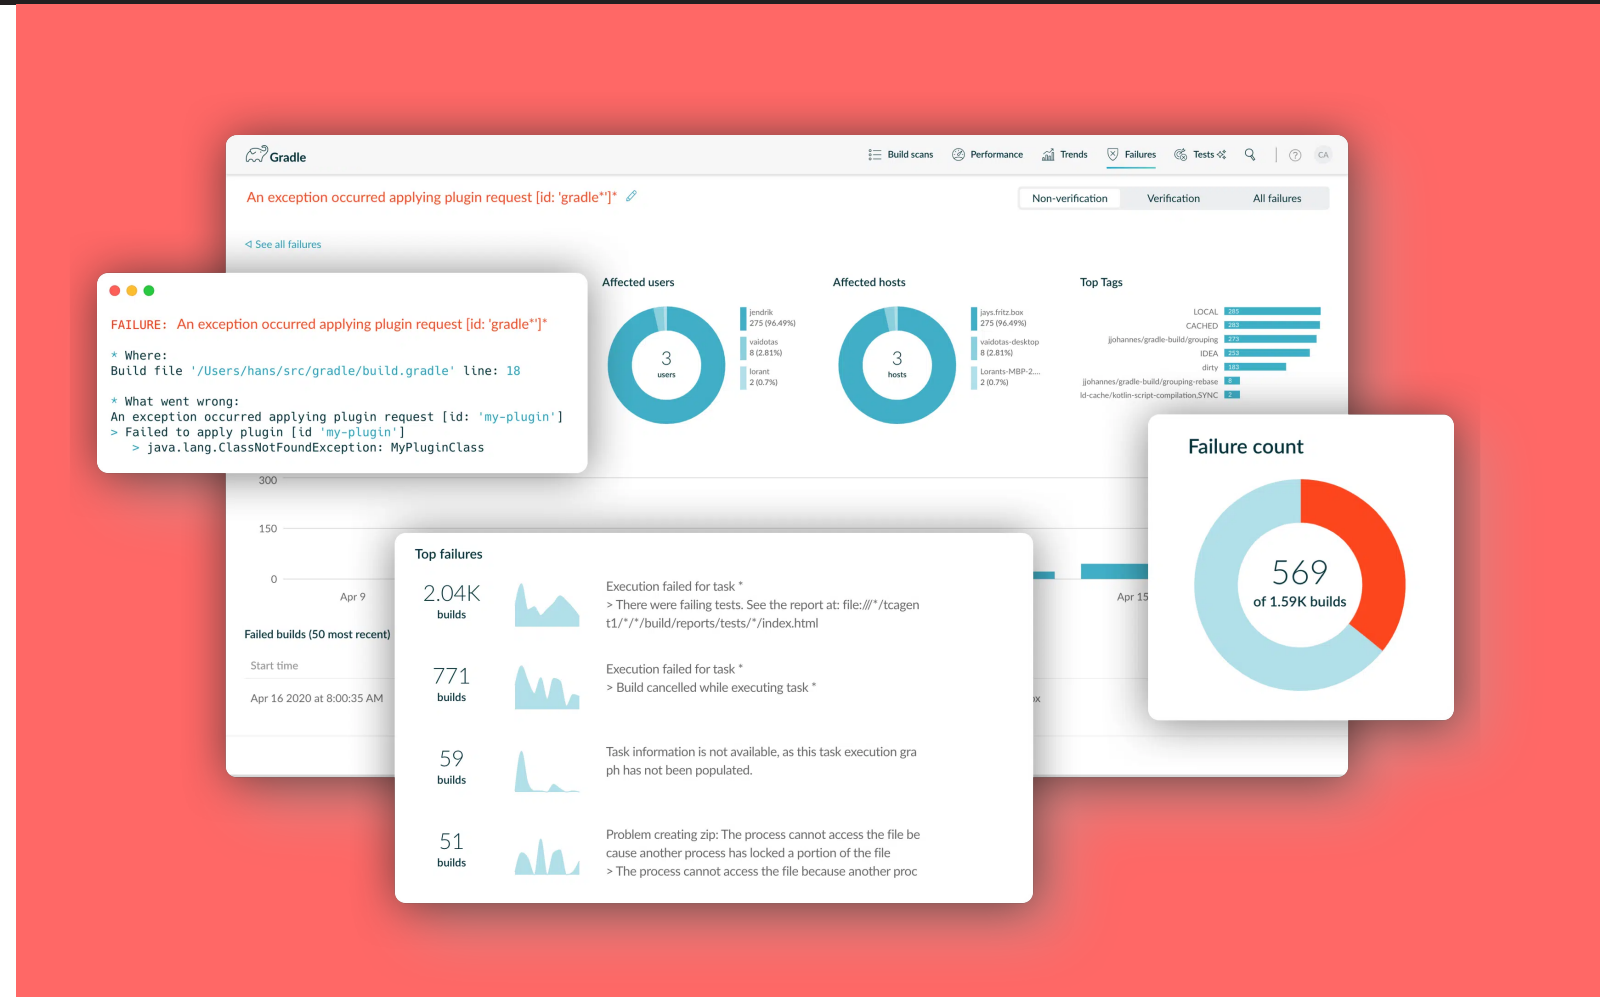 Gradle
Build scans
Performance
Trends
Failures
Tests
CA
An exception occurred applying plugin request [id: 'gradle*']*
Non-verification
Verification
All failures
See all failures
FAILURE: An exception occurred applying plugin request [id: 'gradle*']*
* Where:
Build file '/Users/hans/src/gradle/build.gradle' line: 18
* What went wrong:
An exception occurred applying plugin request [id: 'my-plugin']
> Failed to apply plugin [id 'my-plugin']
> java.lang.ClassNotFoundException: MyPluginClass
Affected users
3
users
jendrik
275 (96.49%)
vaidotas
8 (2.81%)
lorant
2 (0.7%)
Affected hosts
3
hosts
jays.fritz.box
275 (96.49%)
vaidotas-desktop
8 (2.81%)
Lorants-MBP-2....
2 (0.7%)
Top Tags
LOCAL 285
CACHED 283
jjohannes/gradle-build/grouping 273
IDEA 253
dirty 183
jjohannes/gradle-build/grouping-rebase 8
ld-cache/kotlin-script-compilation,SYNC 2
300
150
0
Apr 9
Apr 15
Failed builds (50 most recent)
Start time
Apr 16 2020 at 8:00:35 AM
ox
Top failures
2.04K
builds
Execution failed for task *
> There were failing tests. See the report at: file:///*/tcagen
t1/*/*/build/reports/tests/*/index.html
771
builds
Execution failed for task *
> Build cancelled while executing task *
59
builds
Task information is not available, as this task execution gra
ph has not been populated.
51
builds
Problem creating zip: The process cannot access the file be
cause another process has locked a portion of the file
> The process cannot access the file because another proc
Failure count
569
of 1.59K builds